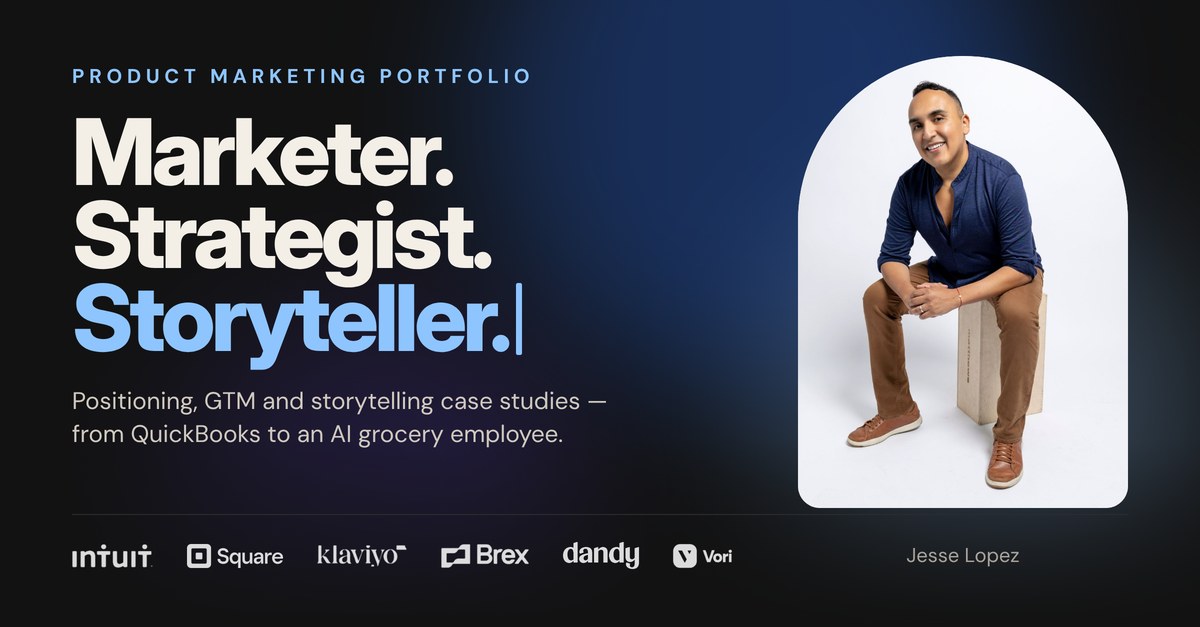 PRODUCT MARKETING PORTFOLIO
Marketer.
Strategist.
Storyteller.
Positioning, GTM and storytelling case studies —
from QuickBooks to an AI grocery employee.
intuit Square klaviyo Brex dandy Vori
Jesse Lopez